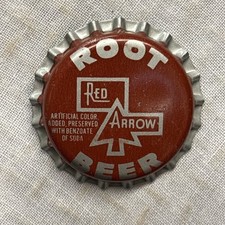 ROOT
RED
ARROW
ARTIFICIAL COLOR
ADDED, PRESERVED
WITH BENZOATE
OF SODA
BEER